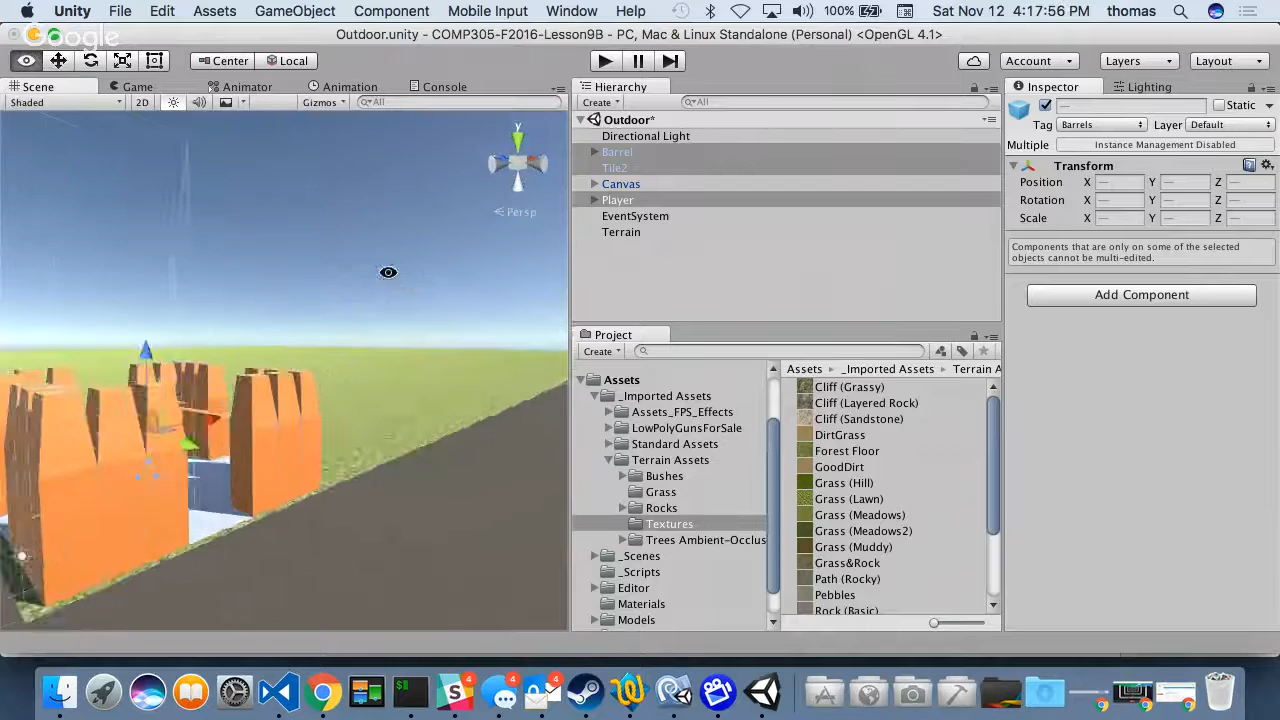 Unity File Edit Assets GameObject Component Mobile Input Window Help 100% Sat Nov 12 4:17:56 PM thomas
Google
Outdoor.unity - COMP305-F2016-Lesson9B - PC, Mac & Linux Standalone (Personal) <OpenGL 4.1>
Center Local Account Layers Layout
Scene Game Animator Animation Console Hierarchy Inspector Lighting
Shaded 2D Gizmos All Create All Static
Outdoor* Tag Barrels Layer Default
y
Directional Light Multiple Instance Management Disabled
Barrel Transform
Tile2
Canvas Position X — Y — Z —
Player Rotation X — Y — Z —
Persp EventSystem Scale X — Y — Z —
Terrain
Components that are only on some of the selected
objects cannot be multi-edited.
Add Component
Project
Create
Assets Assets _Imported Assets Terrain A
_Imported Assets Cliff (Grassy)
Assets_FPS_Effects Cliff (Layered Rock)
LowPolyGunsForSale Cliff (Sandstone)
Standard Assets DirtGrass
Terrain Assets Forest Floor
Bushes GoodDirt
Grass Grass (Hill)
Rocks Grass (Lawn)
Textures Grass (Meadows)
Trees Ambient-Occlus Grass (Meadows2)
_Scenes Grass (Muddy)
_Scripts Grass&Rock
Editor Path (Rocky)
Materials Pebbles
Models Rock (Basic)
4 4 4